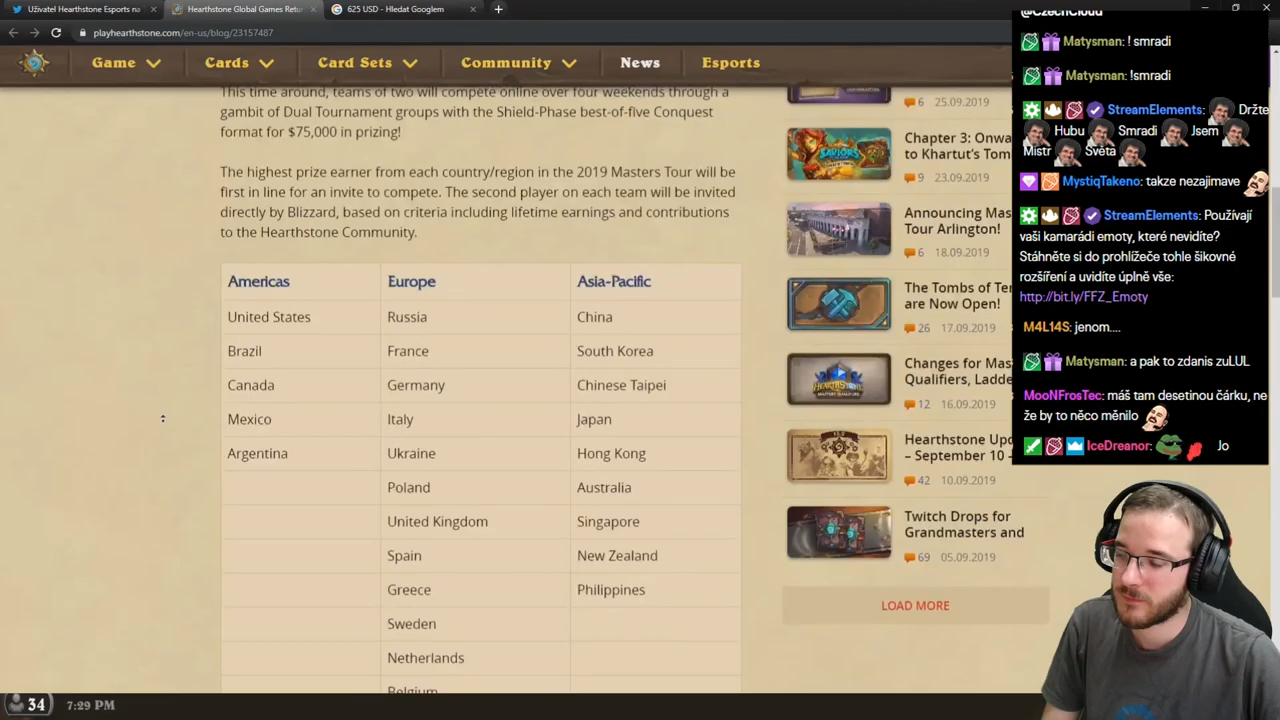 Uživatel Hearthstone Esports na
Hearthstone Global Games Retu
625 USD - Hledat Googlem
playhearthstone.com/en-us/blog/23157487
Game
Cards
Card Sets
Community
News
Esports
This time around, teams of two will compete online over four weekends through a
gambit of Dual Tournament groups with the Shield-Phase best-of-five Conquest
format for $75,000 in prizing!
The highest prize earner from each country/region in the 2019 Masters Tour will be
first in line for an invite to compete. The second player on each team will be invited
directly by Blizzard, based on criteria including lifetime earnings and contributions
to the Hearthstone Community.
Americas Europe Asia-Pacific
United States Russia China
Brazil France South Korea
Canada Germany Chinese Taipei
Mexico Italy Japan
Argentina Ukraine Hong Kong
Poland Australia
United Kingdom Singapore
Spain New Zealand
Greece Philippines
Sweden
Netherlands
Belgium
6 25.09.2019
Chapter 3: Onwa
to Khartut's Tom
9 23.09.2019
Announcing Mas
Tour Arlington!
6 18.09.2019
The Tombs of Ter
are Now Open!
26 17.09.2019
Changes for Mas
Qualifiers, Ladde
12 16.09.2019
Hearthstone Upd
– September 10 –
42 10.09.2019
Twitch Drops for
Grandmasters and
69 05.09.2019
LOAD MORE
@CzechCloud
Matysman: ! smradi
Matysman: !smradi
StreamElements: Držte
Hubu Smradi Jsem
Mistr Světa
MystiqTakeno: takze nezajimave
StreamElements: Používají
vaši kamarádi emoty, které nevidíte?
Stáhněte si do prohlížeče tohle šikovné
rozšíření a uvidíte úplně vše:
http://bit.ly/FFZ_Emoty
M4L14S: jenom....
Matysman: a pak to zdanis zuLUL
MooNFrosTec: máš tam desetinou čárku, ne
že by to něco měnilo
IceDreanor: Jo
34 7:29 PM